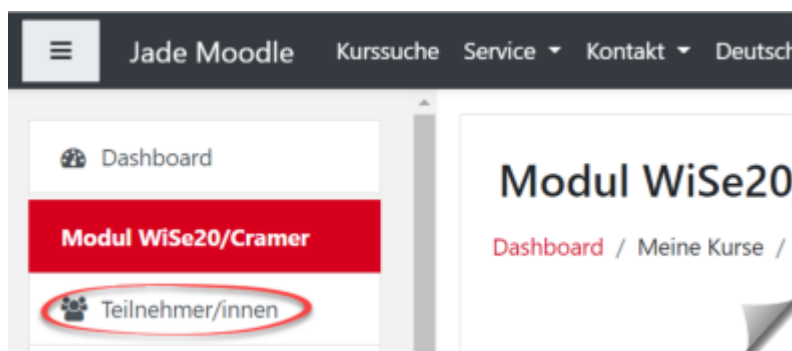 Jade Moodle Kurssuche Service Kontakt Deutsch
Dashboard
Modul WiSe20/Cramer
Teilnehmer/innen
Modul WiSe20
Dashboard / Meine Kurse /